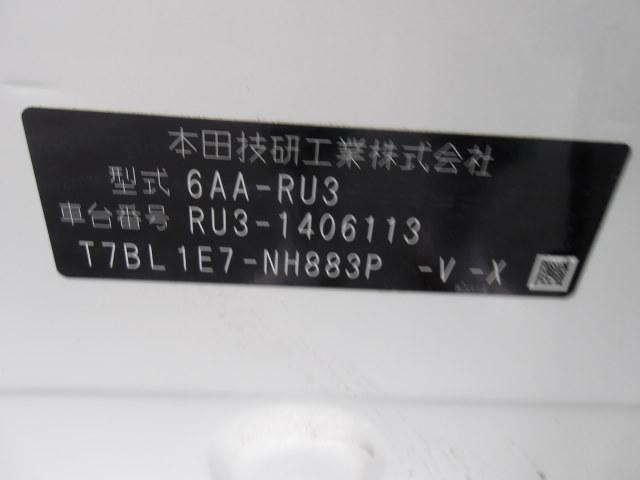 本田技研工業株式会社
型式 6AA-RU3
車台番号 RU3-1406113
T7BL1E7-NH883P -V-X